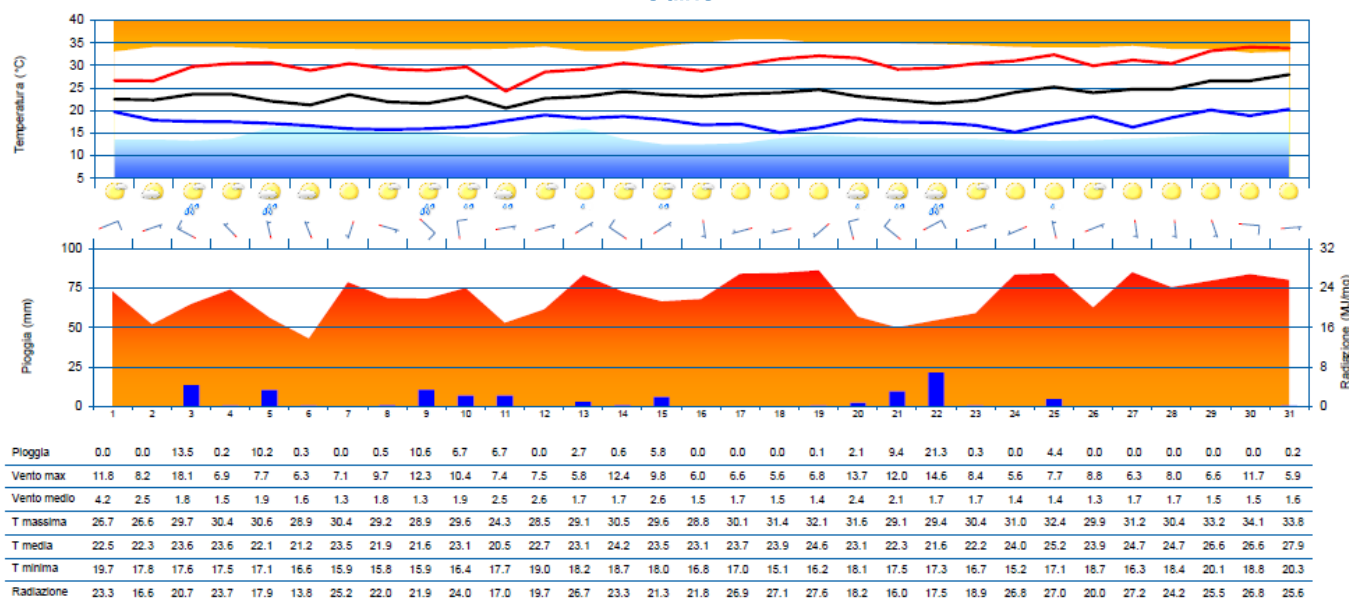 40
35
30
25
20
15
10
5
Temperatura (°C)
100
75
50
25
0
Pioggia (mm)
32
24
16
8
0
Radiazione (MJ/mq)
1 2 3 4 5 6 7 8 9 10 11 12 13 14 15 16 17 18 19 20 21 22 23 24 25 26 27 28 29 30 31
Pioggia 0.0 0.0 13.5 0.2 10.2 0.3 0.0 0.5 10.6 6.7 6.7 0.0 2.7 0.6 5.8 0.0 0.0 0.0 0.1 2.1 9.4 21.3 0.3 0.0 4.4 0.0 0.0 0.0 0.0 0.0 0.2
Vento max 11.8 8.2 18.1 6.9 7.7 6.3 7.1 9.7 12.3 10.4 7.4 7.5 5.8 12.4 9.8 6.0 6.6 5.6 6.8 13.7 12.0 14.6 8.4 5.6 7.7 8.8 6.3 8.0 6.6 11.7 5.9
Vento medio 4.2 2.5 1.8 1.5 1.9 1.6 1.3 1.8 1.3 1.9 2.5 2.6 1.7 1.7 2.6 1.5 1.7 1.5 1.4 2.4 2.1 1.7 1.7 1.4 1.4 1.3 1.7 1.7 1.5 1.5 1.6
T massima 26.7 26.6 29.7 30.4 30.6 28.9 30.4 29.2 28.9 29.6 24.3 28.5 29.1 30.5 29.6 28.8 30.1 31.4 32.1 31.6 29.1 29.4 30.4 31.0 32.4 29.9 31.2 30.4 33.2 34.1 33.8
T media 22.5 22.3 23.6 23.6 22.1 21.2 23.5 21.9 21.6 23.1 20.5 22.7 23.1 24.2 23.5 23.1 23.7 23.9 24.6 23.1 22.3 21.6 22.2 24.0 25.2 23.9 24.7 24.7 26.6 26.6 27.9
T minima 19.7 17.8 17.6 17.5 17.1 16.6 15.9 15.8 15.9 16.4 17.7 19.0 18.2 18.7 18.0 16.8 17.0 15.1 16.2 18.1 17.5 17.3 16.7 15.2 17.1 18.7 16.3 18.4 20.1 18.8 20.3
Radiazione 23.3 16.6 20.7 23.7 17.9 13.8 25.2 22.0 21.9 24.0 17.0 19.7 26.7 23.3 21.3 21.8 26.9 27.1 27.6 18.2 16.0 17.5 18.9 26.8 27.0 20.0 27.2 24.2 25.5 26.8 25.6